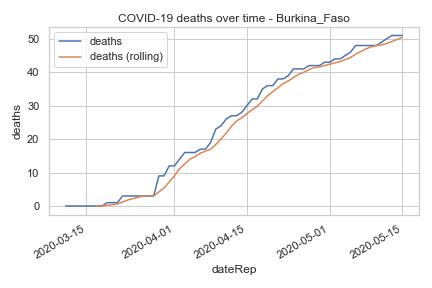 COVID-19 deaths over time - Burkina_Faso
deaths
deaths (rolling)
deaths
50
40
30
20
10
0
2020-03-15
2020-04-01
2020-04-15
2020-05-01
2020-05-15
dateRep